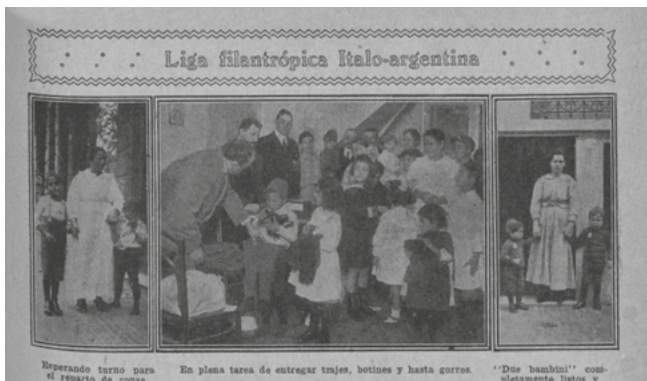 Liga filantrópica Italo-argentina
Esperando turno para
el reparto de ropas.
En plena tarea de entregar trajes, botines y hasta gorros.
"Due bambini" com-
pletamente listos y